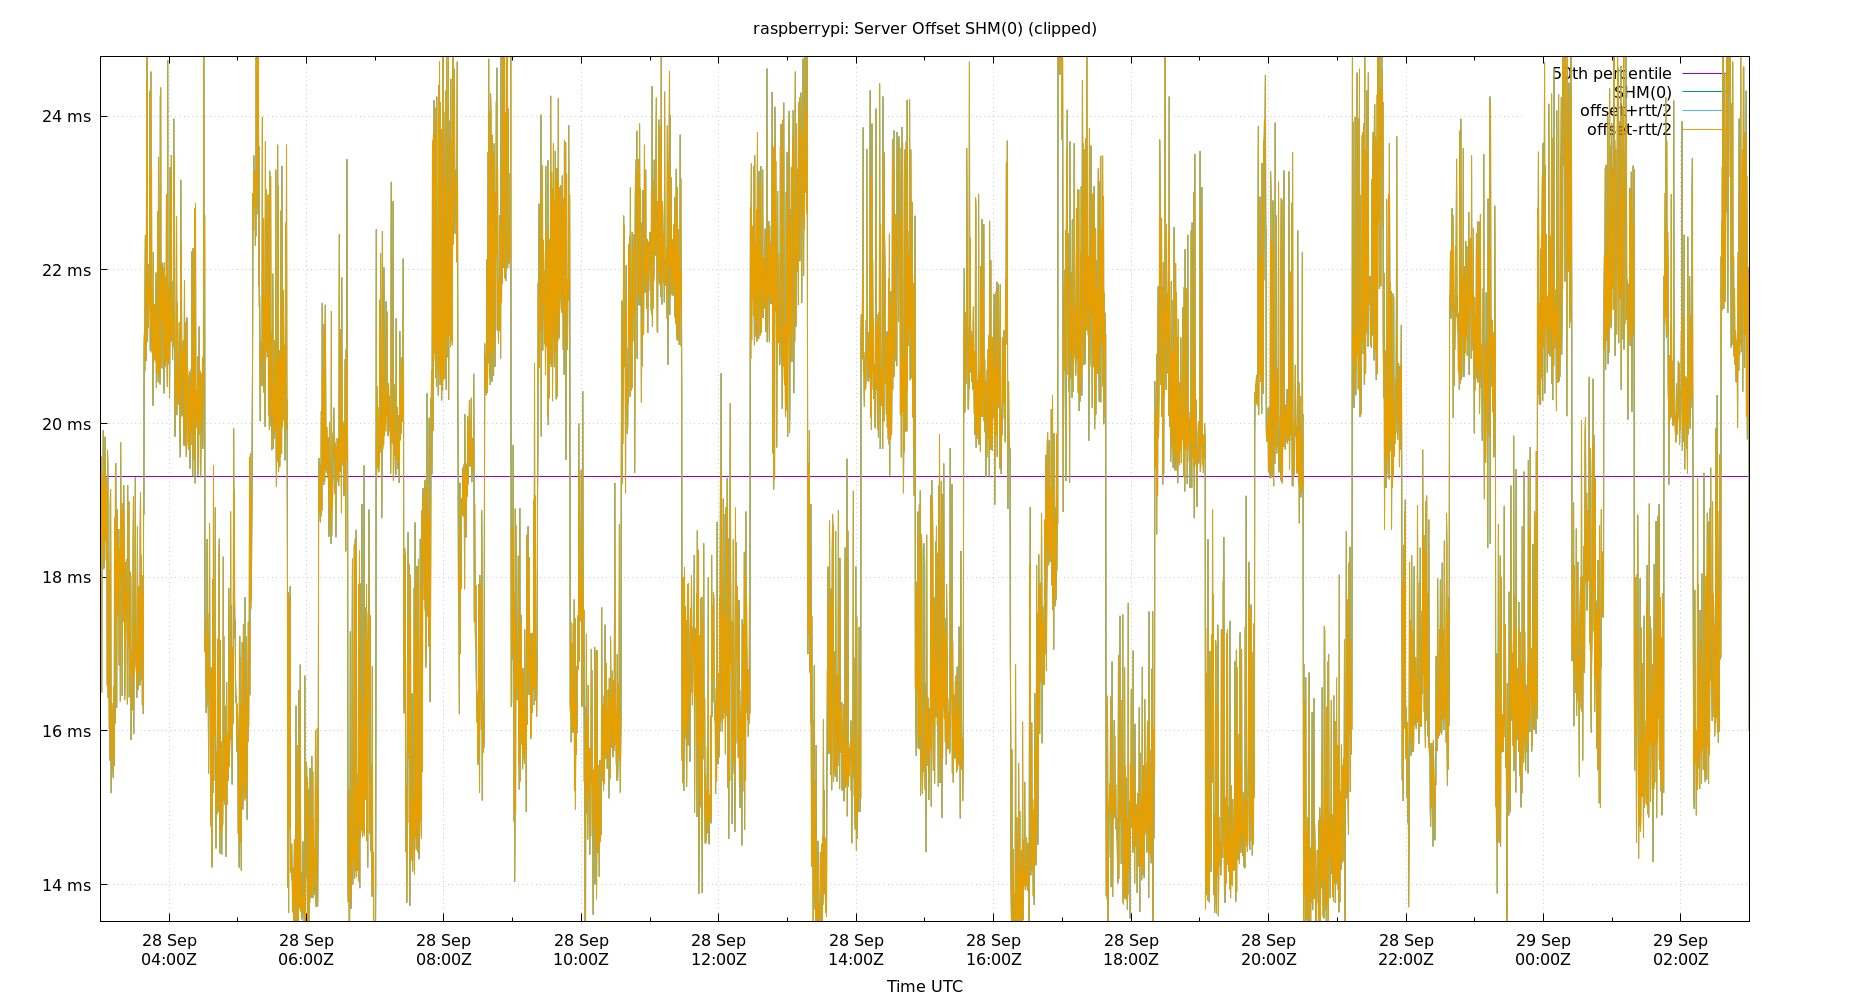 raspberrypi: Server Offset SHM(0) (clipped)
50th percentile
SHM(0)
offset+rtt/2
offset-rtt/2
24 ms
22 ms
20 ms
18 ms
16 ms
14 ms
28 Sep 28 Sep 28 Sep 28 Sep 28 Sep 28 Sep 28 Sep 28 Sep 28 Sep 28 Sep 29 Sep 29 Sep
04:00Z 06:00Z 08:00Z 10:00Z 12:00Z 14:00Z 16:00Z 18:00Z 20:00Z 22:00Z 00:00Z 02:00Z
Time UTC